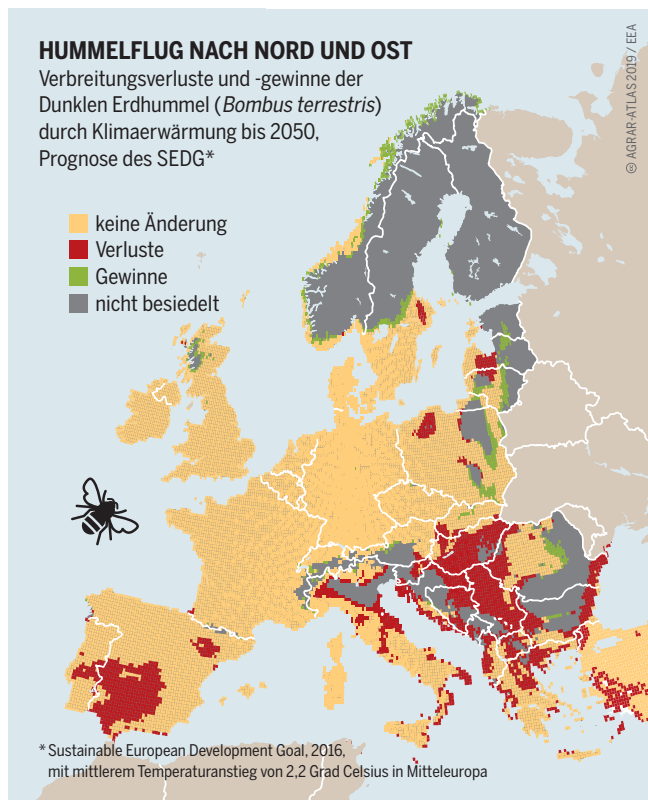 HUMMELFLUG NACH NORD UND OST
Verbreitungsverluste und -gewinne der
Dunklen Erdhummel (Bombus terrestris)
durch Klimaerwärmung bis 2050,
Prognose des SEDG*
keine Änderung
Verluste
Gewinne
nicht besiedelt
© AGRAR-ATLAS 2019 / EEA
* Sustainable European Development Goal, 2016,
mit mittlerem Temperaturanstieg von 2,2 Grad Celsius in Mitteleuropa